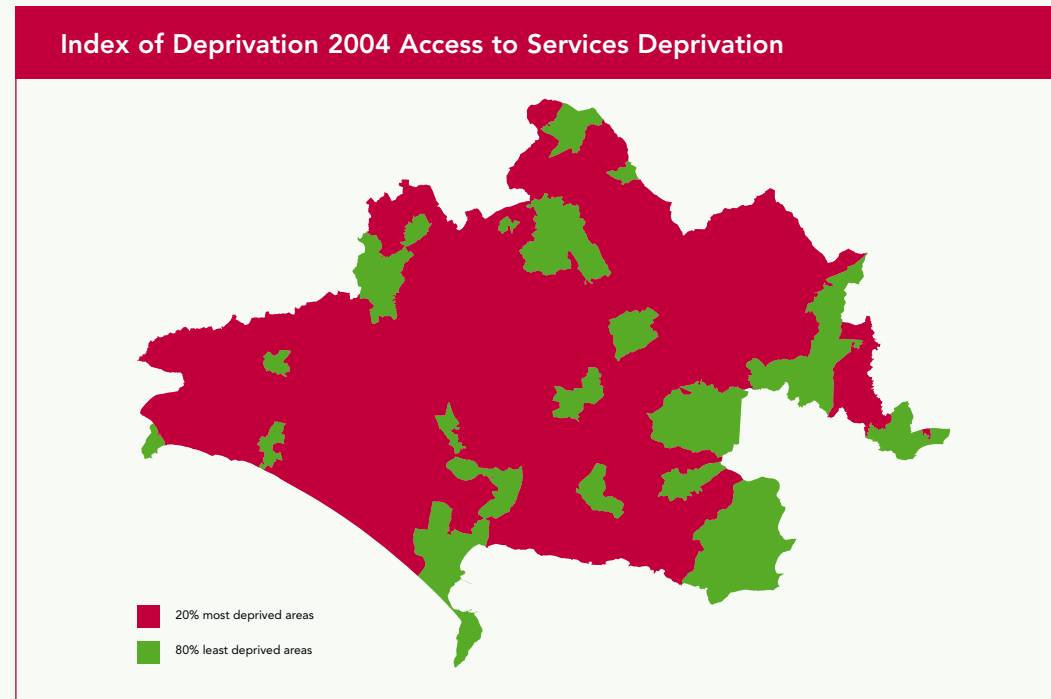 Index of Deprivation 2004 Access to Services Deprivation
20% most deprived areas
80% least deprived areas